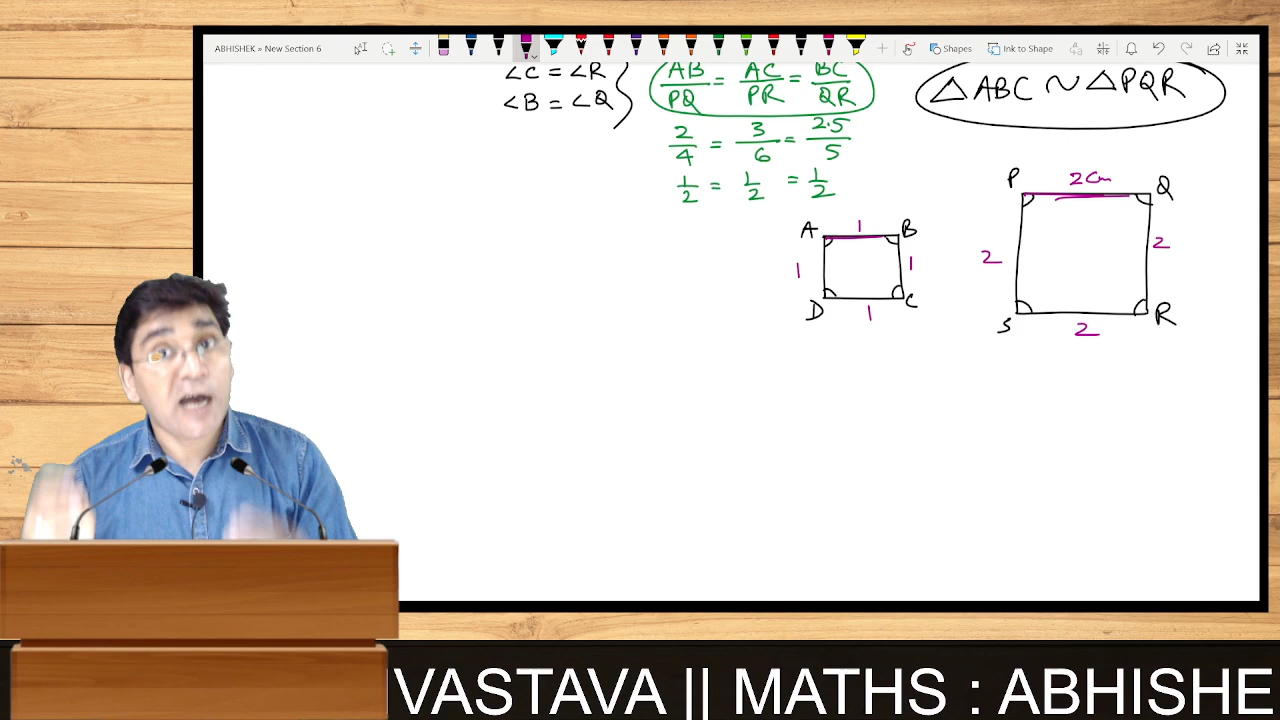 ABHISHEK » New Section 6
Shapes
Ink to Shape
∠C = ∠R
∠B = ∠Q
AB/PQ = AC/PR = BC/QR
2/4 = 3/6 = 2.5/5
1/2 = 1/2 = 1/2
△ABC ~ △PQR
A 1 B
1 1
D 1 C
P 2cm Q
2 2
S 2 R
VASTAVA || MATHS : ABHISHE